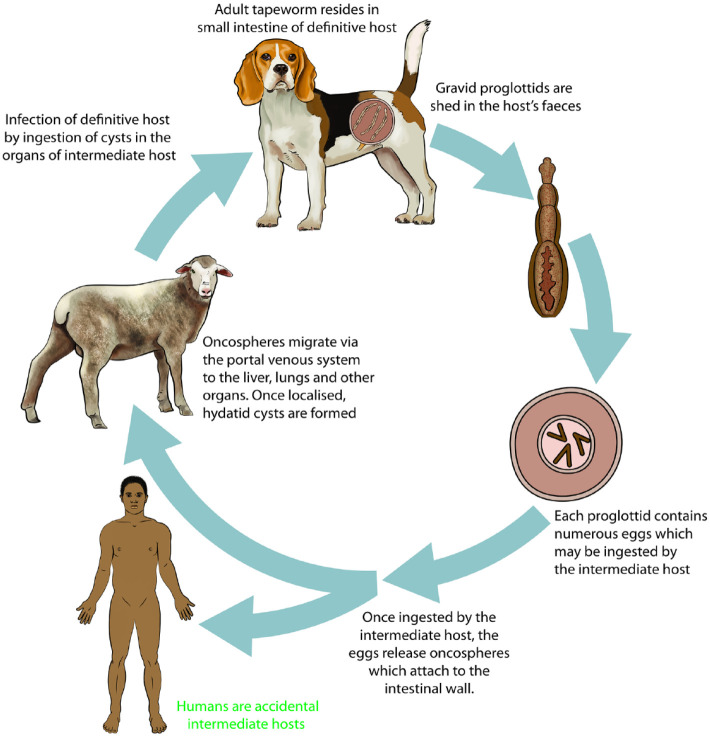 Adult tapeworm resides in
small intestine of definitive host
Gravid proglottids are
shed in the host's faeces
Infection of definitive host
by ingestion of cysts in the
organs of intermediate host
Oncospheres migrate via
the portal venous system
to the liver, lungs and other
organs. Once localised,
hydatid cysts are formed
Each proglottid contains
numerous eggs which
may be ingested by
the intermediate host
Once ingested by the
intermediate host, the
eggs release oncospheres
which attach to the
intestinal wall.
Humans are accidental
intermediate hosts